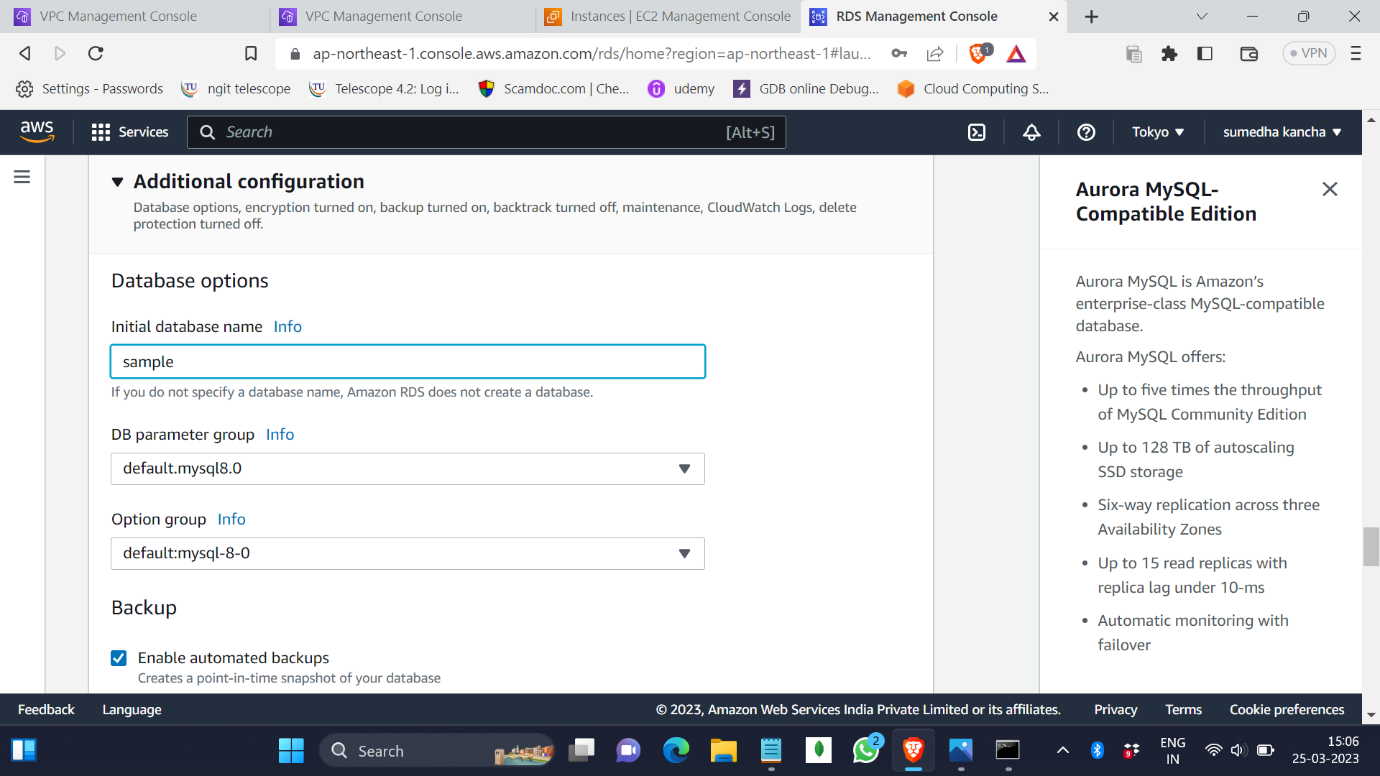 VPC Management Console
VPC Management Console
Instances | EC2 Management Console
RDS Management Console
ap-northeast-1.console.aws.amazon.com/rds/home?region=ap-northeast-1#lau...
1
VPN
Settings - Passwords
TU
ngit telescope
TU
Telescope 4.2: Log i...
Scamdoc.com | Che...
udemy
GDB online Debug...
Cloud Computing S...
aws
Services
Search
[Alt+S]
Tokyo
sumedha kancha
Additional configuration
Database options, encryption turned on, backup turned on, backtrack turned off, maintenance, CloudWatch Logs, delete
protection turned off.
Database options
Initial database name Info
sample
If you do not specify a database name, Amazon RDS does not create a database.
DB parameter group Info
default.mysql8.0
Option group Info
default:mysql-8-0
Backup
Enable automated backups
Creates a point-in-time snapshot of your database
Aurora MySQL-
Compatible Edition
Aurora MySQL is Amazon's
enterprise-class MySQL-compatible
database.
Aurora MySQL offers:
• Up to five times the throughput
of MySQL Community Edition
• Up to 128 TB of autoscaling
SSD storage
• Six-way replication across three
Availability Zones
• Up to 15 read replicas with
replica lag under 10-ms
• Automatic monitoring with
failover
Feedback
Language
© 2023, Amazon Web Services India Private Limited or its affiliates.
Privacy
Terms
Cookie preferences
Search
2
9
ENG
IN
15:06
25-03-2023